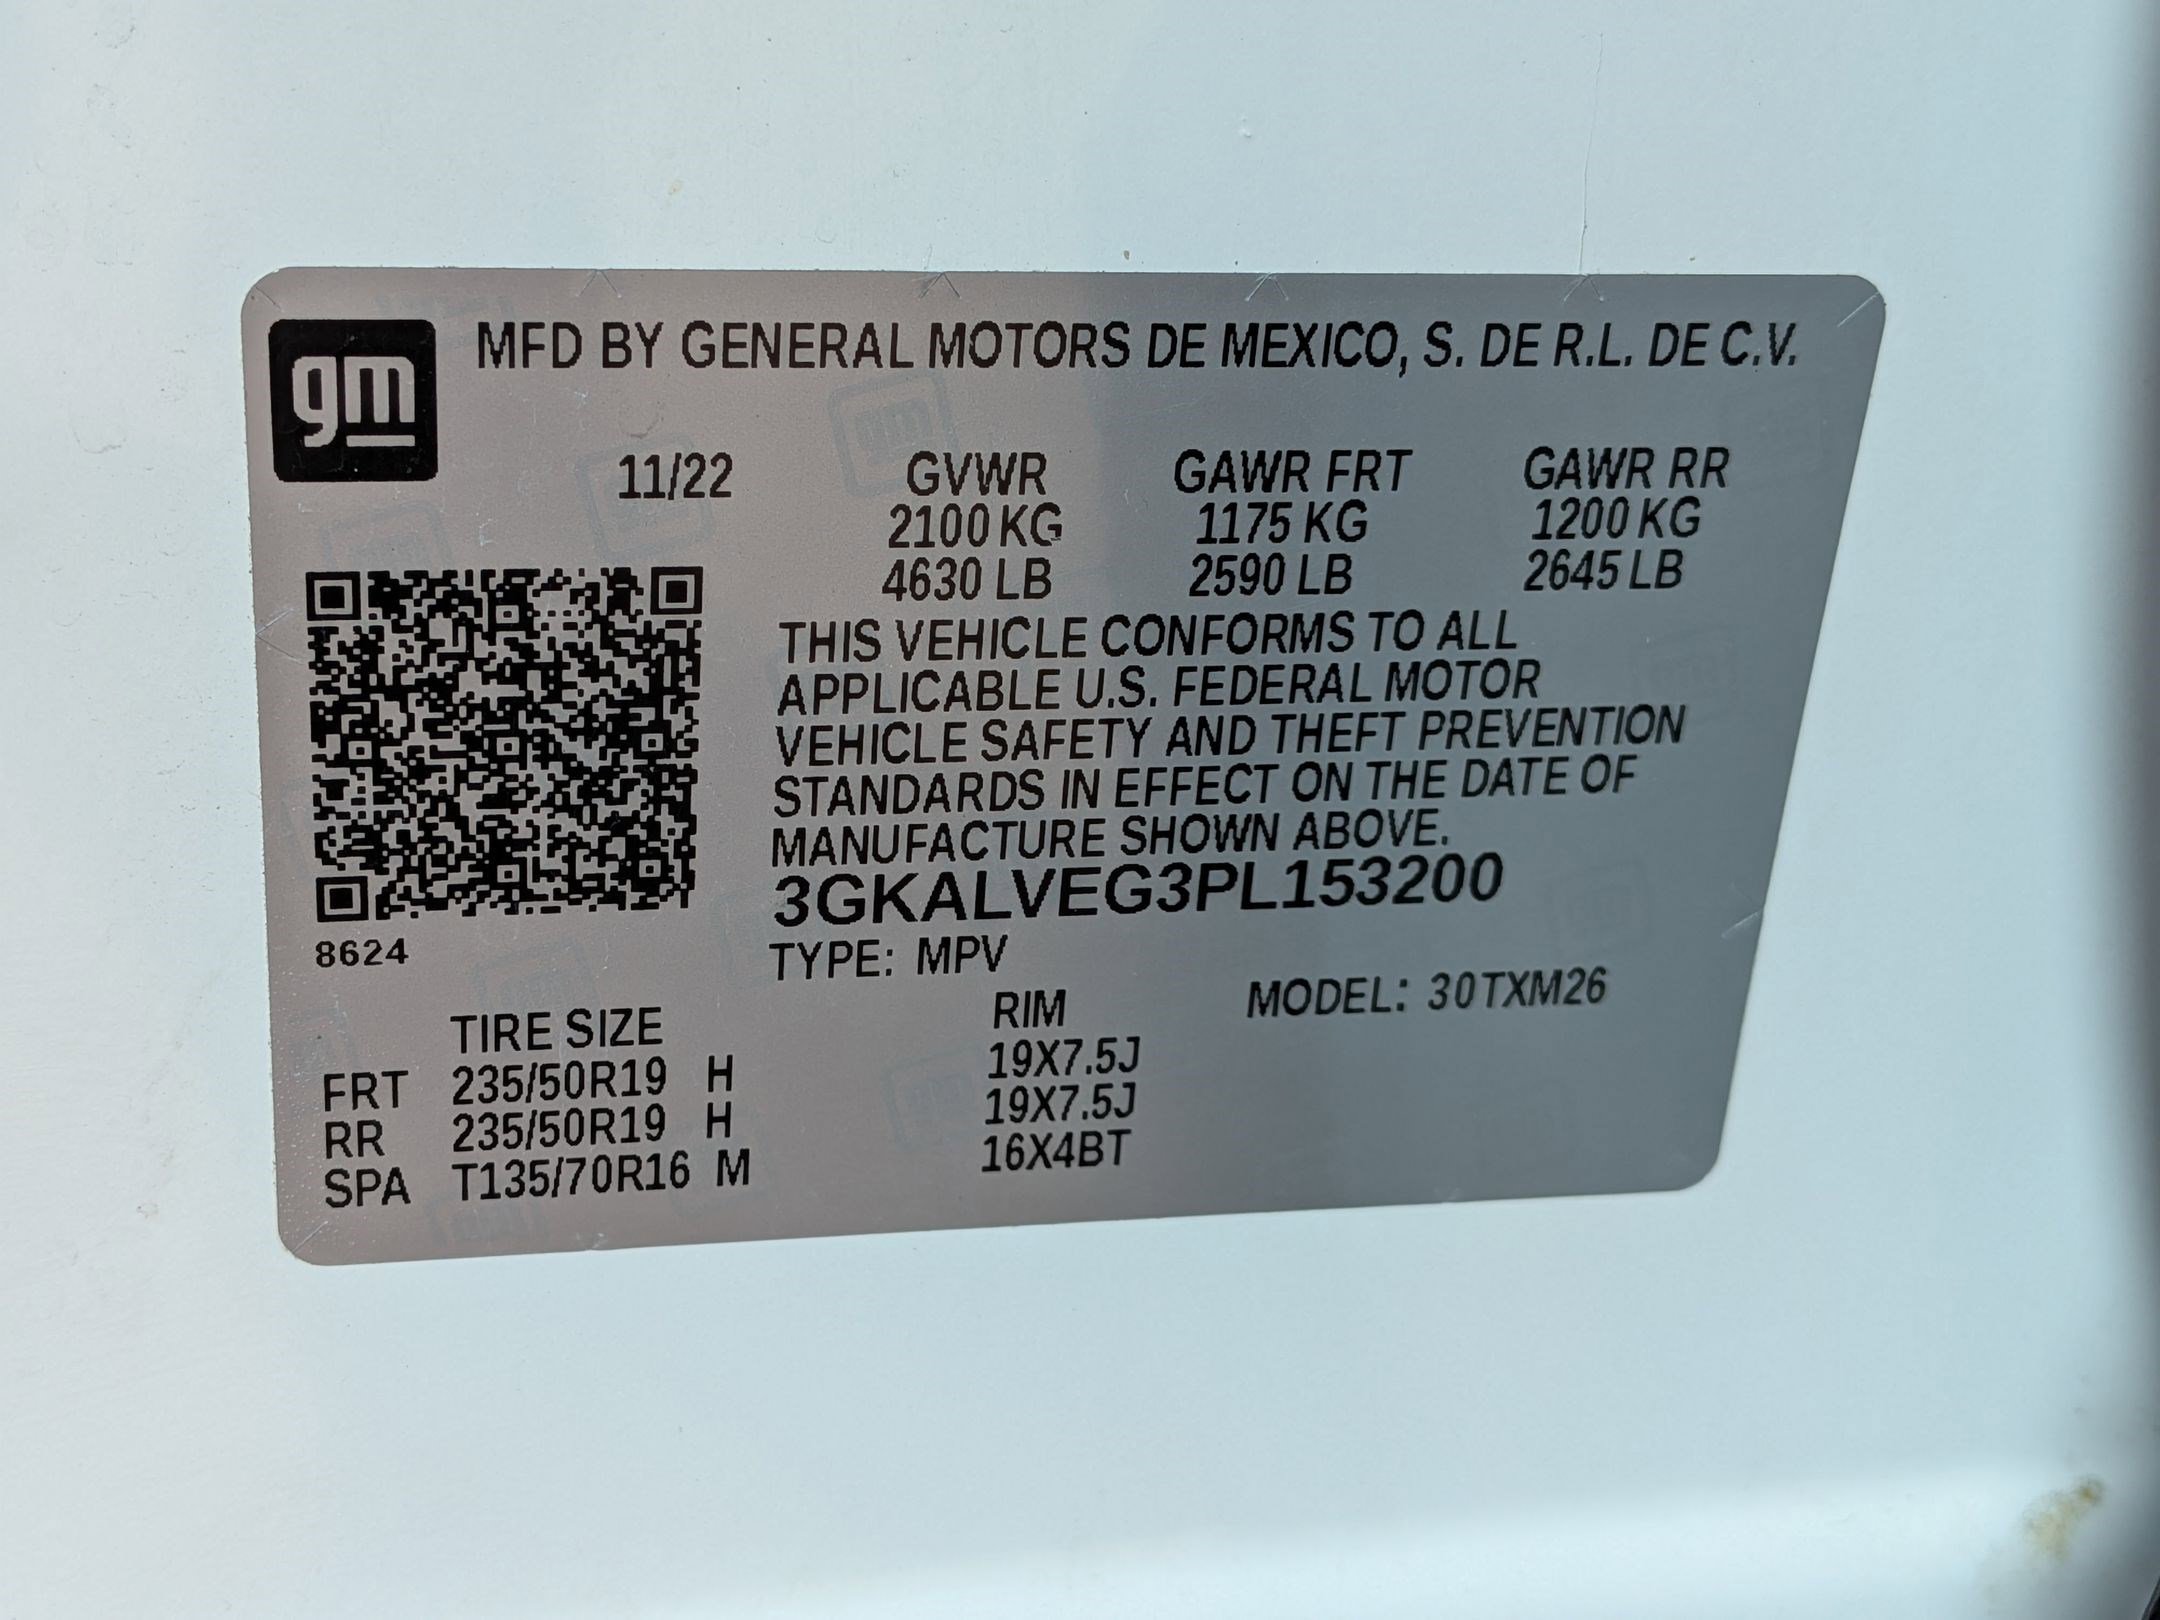 gm
MFD BY GENERAL MOTORS DE MEXICO, S. DE R.L. DE C.V.
11/22 GVWR GAWR FRT GAWR RR
2100 KG 1175 KG 1200 KG
4630 LB 2590 LB 2645 LB
THIS VEHICLE CONFORMS TO ALL
APPLICABLE U.S. FEDERAL MOTOR
VEHICLE SAFETY AND THEFT PREVENTION
STANDARDS IN EFFECT ON THE DATE OF
MANUFACTURE SHOWN ABOVE.
3GKALVEG3PL153200
8624
TYPE: MPV
MODEL: 30TXM26
TIRE SIZE RIM
FRT 235/50R19 H 19X7.5J
RR 235/50R19 H 19X7.5J
SPA T135/70R16 M 16X4BT